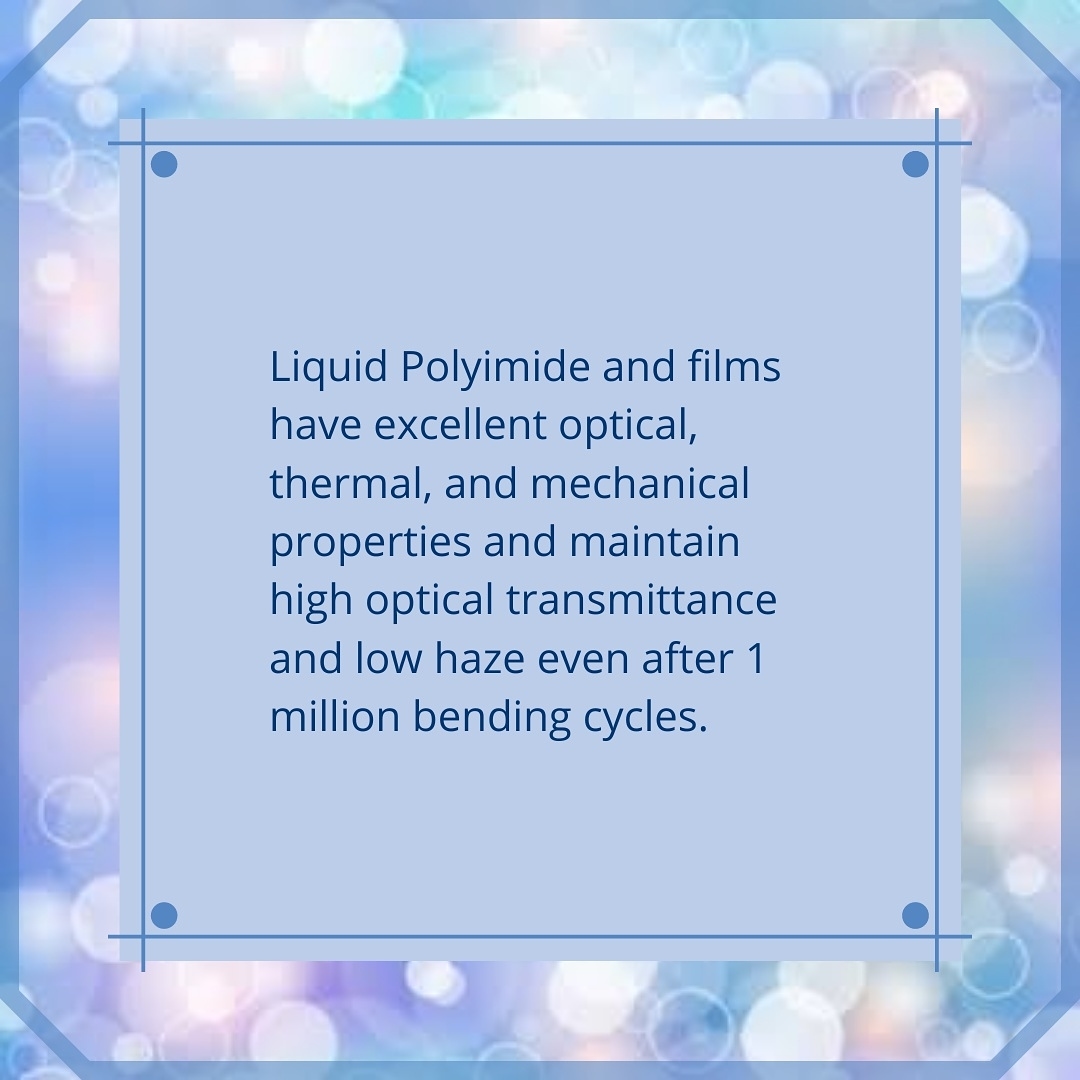 Liquid Polyimide and films
have excellent optical,
thermal, and mechanical
properties and maintain
high optical transmittance
and low haze even after 1
million bending cycles.